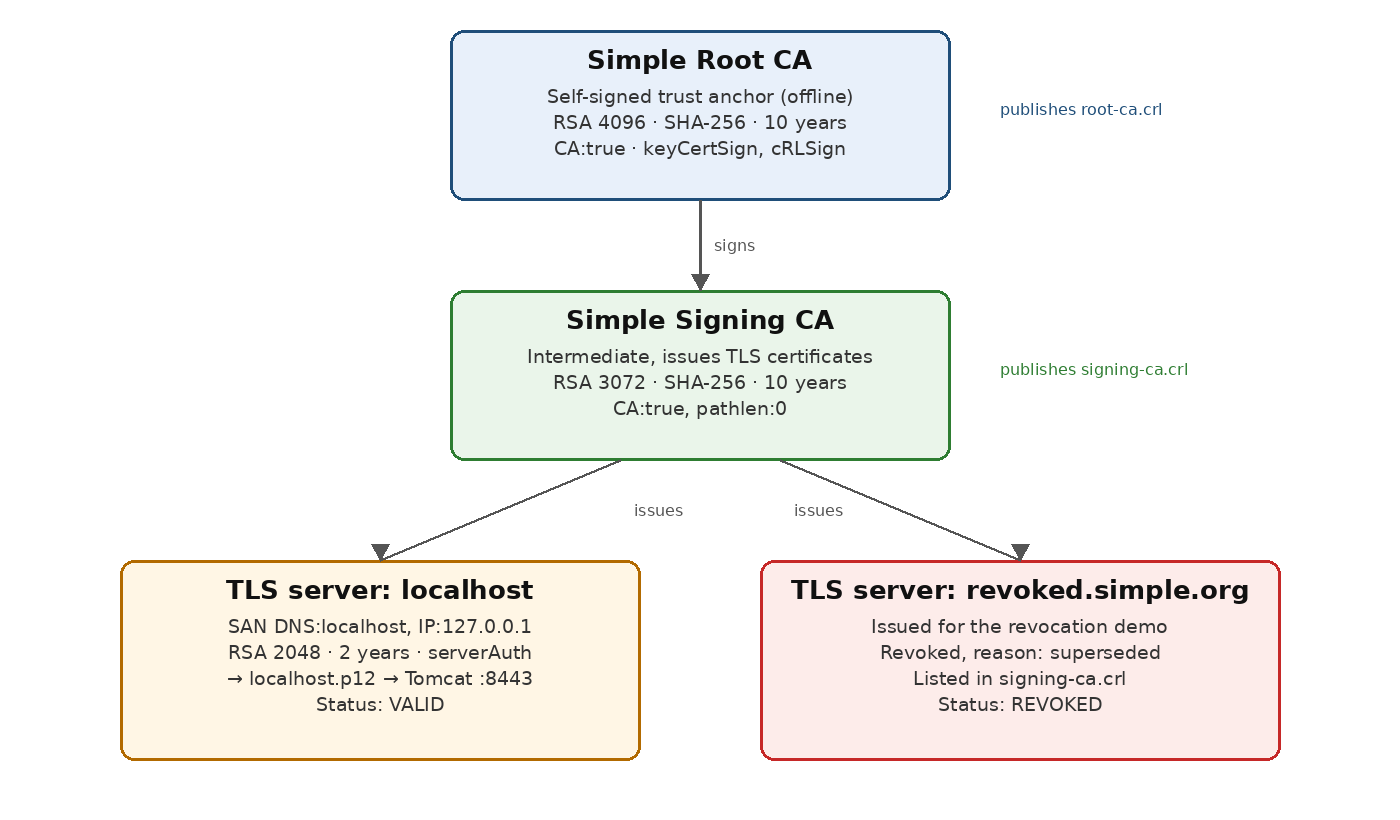 Simple Root CA
Self-signed trust anchor (offline)
RSA 4096 · SHA-256 · 10 years
CA:true · keyCertSign, cRLSign
publishes root-ca.crl
signs
Simple Signing CA
Intermediate, issues TLS certificates
RSA 3072 · SHA-256 · 10 years
CA:true, pathlen:0
publishes signing-ca.crl
issues
issues
TLS server: localhost
SAN DNS:localhost, IP:127.0.0.1
RSA 2048 · 2 years · serverAuth
→ localhost.p12 → Tomcat :8443
Status: VALID
TLS server: revoked.simple.org
Issued for the revocation demo
Revoked, reason: superseded
Listed in signing-ca.crl
Status: REVOKED